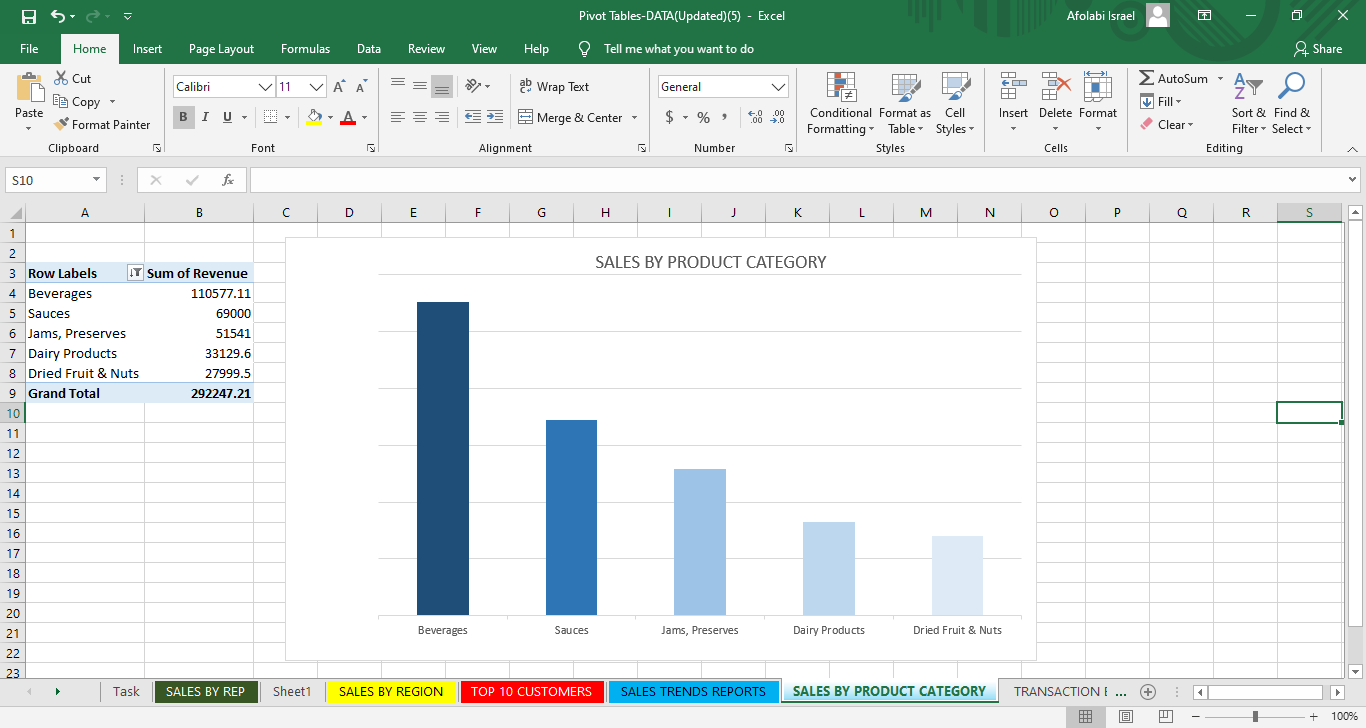 Pivot Tables-DATA(Updated)(5) - Excel
Afolabi Israel
File Home Insert Page Layout Formulas Data Review View Help Tell me what you want to do Share
Paste
Cut
Copy
Format Painter
Clipboard
Calibri 11 A A
B I U A
Font
ab Wrap Text
Merge & Center
Alignment
General
$ % , .00 .0
Number
Conditional Formatting
Format as Table
Cell Styles
Styles
Insert Delete Format
Cells
AutoSum
Fill
Clear
Sort & Filter
Find & Select
Editing
S10 fx
A B C D E F G H I J K L M N O P Q R S
1
2
3 Row Labels Sum of Revenue
4 Beverages 110577.11
5 Sauces 69000
6 Jams, Preserves 51541
7 Dairy Products 33129.6
8 Dried Fruit & Nuts 27999.5
9 Grand Total 292247.21
10
11
12
13
14
15
16
17
18
19
20
21
22
23
SALES BY PRODUCT CATEGORY
Beverages Sauces Jams, Preserves Dairy Products Dried Fruit & Nuts
Task SALES BY REP Sheet1 SALES BY REGION TOP 10 CUSTOMERS SALES TRENDS REPORTS SALES BY PRODUCT CATEGORY TRANSACTION E ...
100%